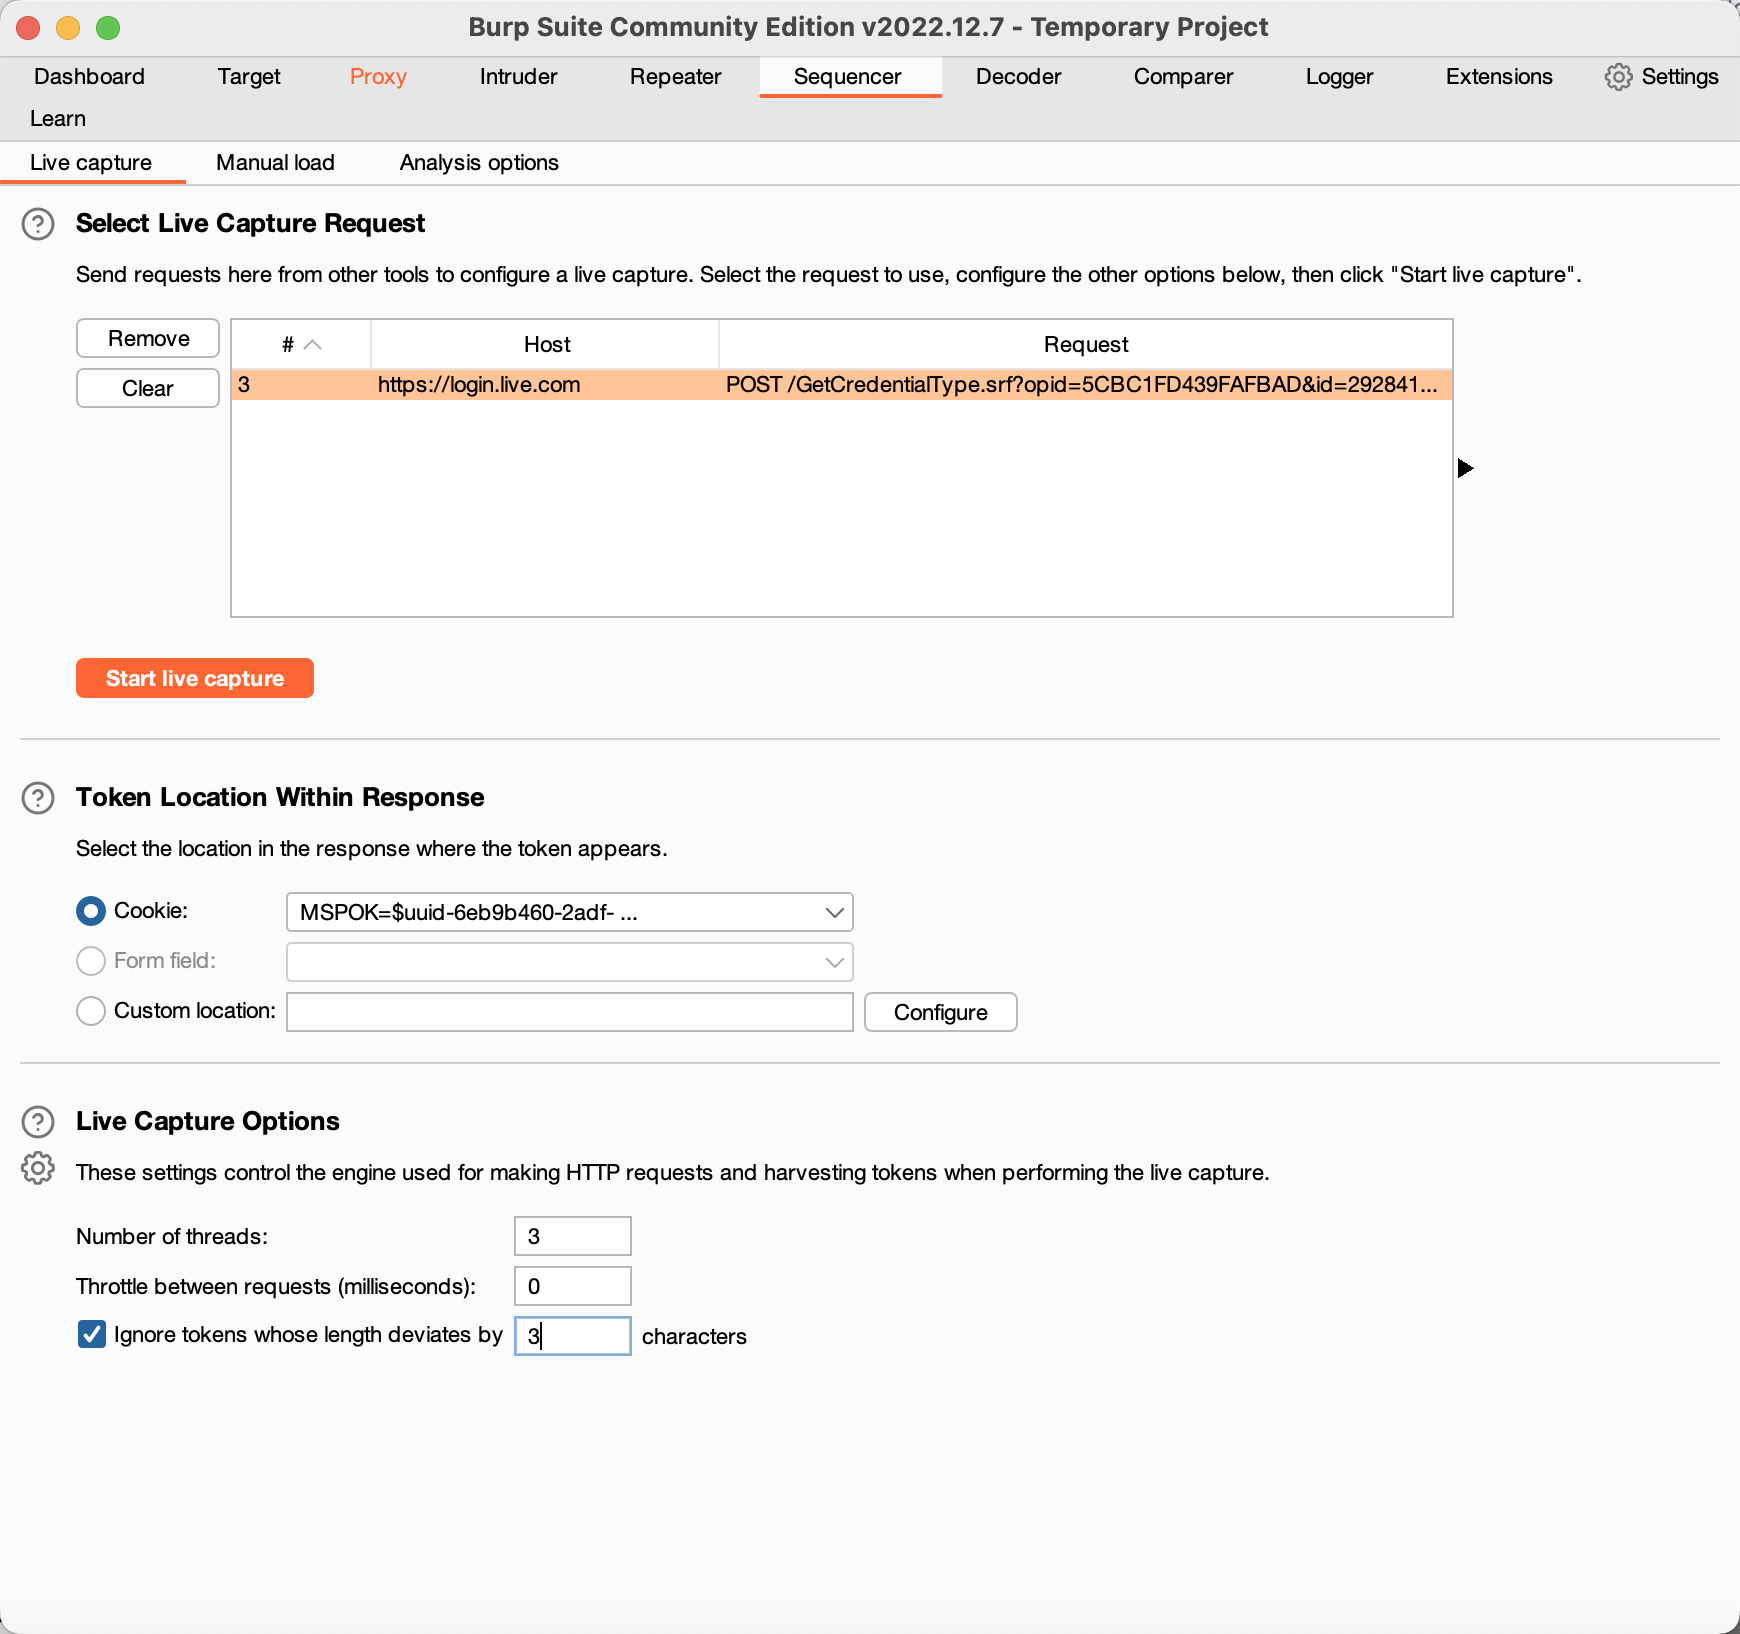 Burp Suite Community Edition v2022.12.7 - Temporary Project
Dashboard Target Proxy Intruder Repeater Sequencer Decoder Comparer Logger Extensions Settings
Learn
Live capture Manual load Analysis options
Select Live Capture Request
Send requests here from other tools to configure a live capture. Select the request to use, configure the other options below, then click "Start live capture".
Remove
Clear
# Host Request
3 https://login.live.com POST /GetCredentialType.srf?opid=5CBC1FD439FAFBAD&id=292841...
Start live capture
Token Location Within Response
Select the location in the response where the token appears.
Cookie: MSPOK=$uuid-6eb9b460-2adf- ...
Form field:
Custom location: Configure
Live Capture Options
These settings control the engine used for making HTTP requests and harvesting tokens when performing the live capture.
Number of threads: 3
Throttle between requests (milliseconds): 0
Ignore tokens whose length deviates by 3 characters